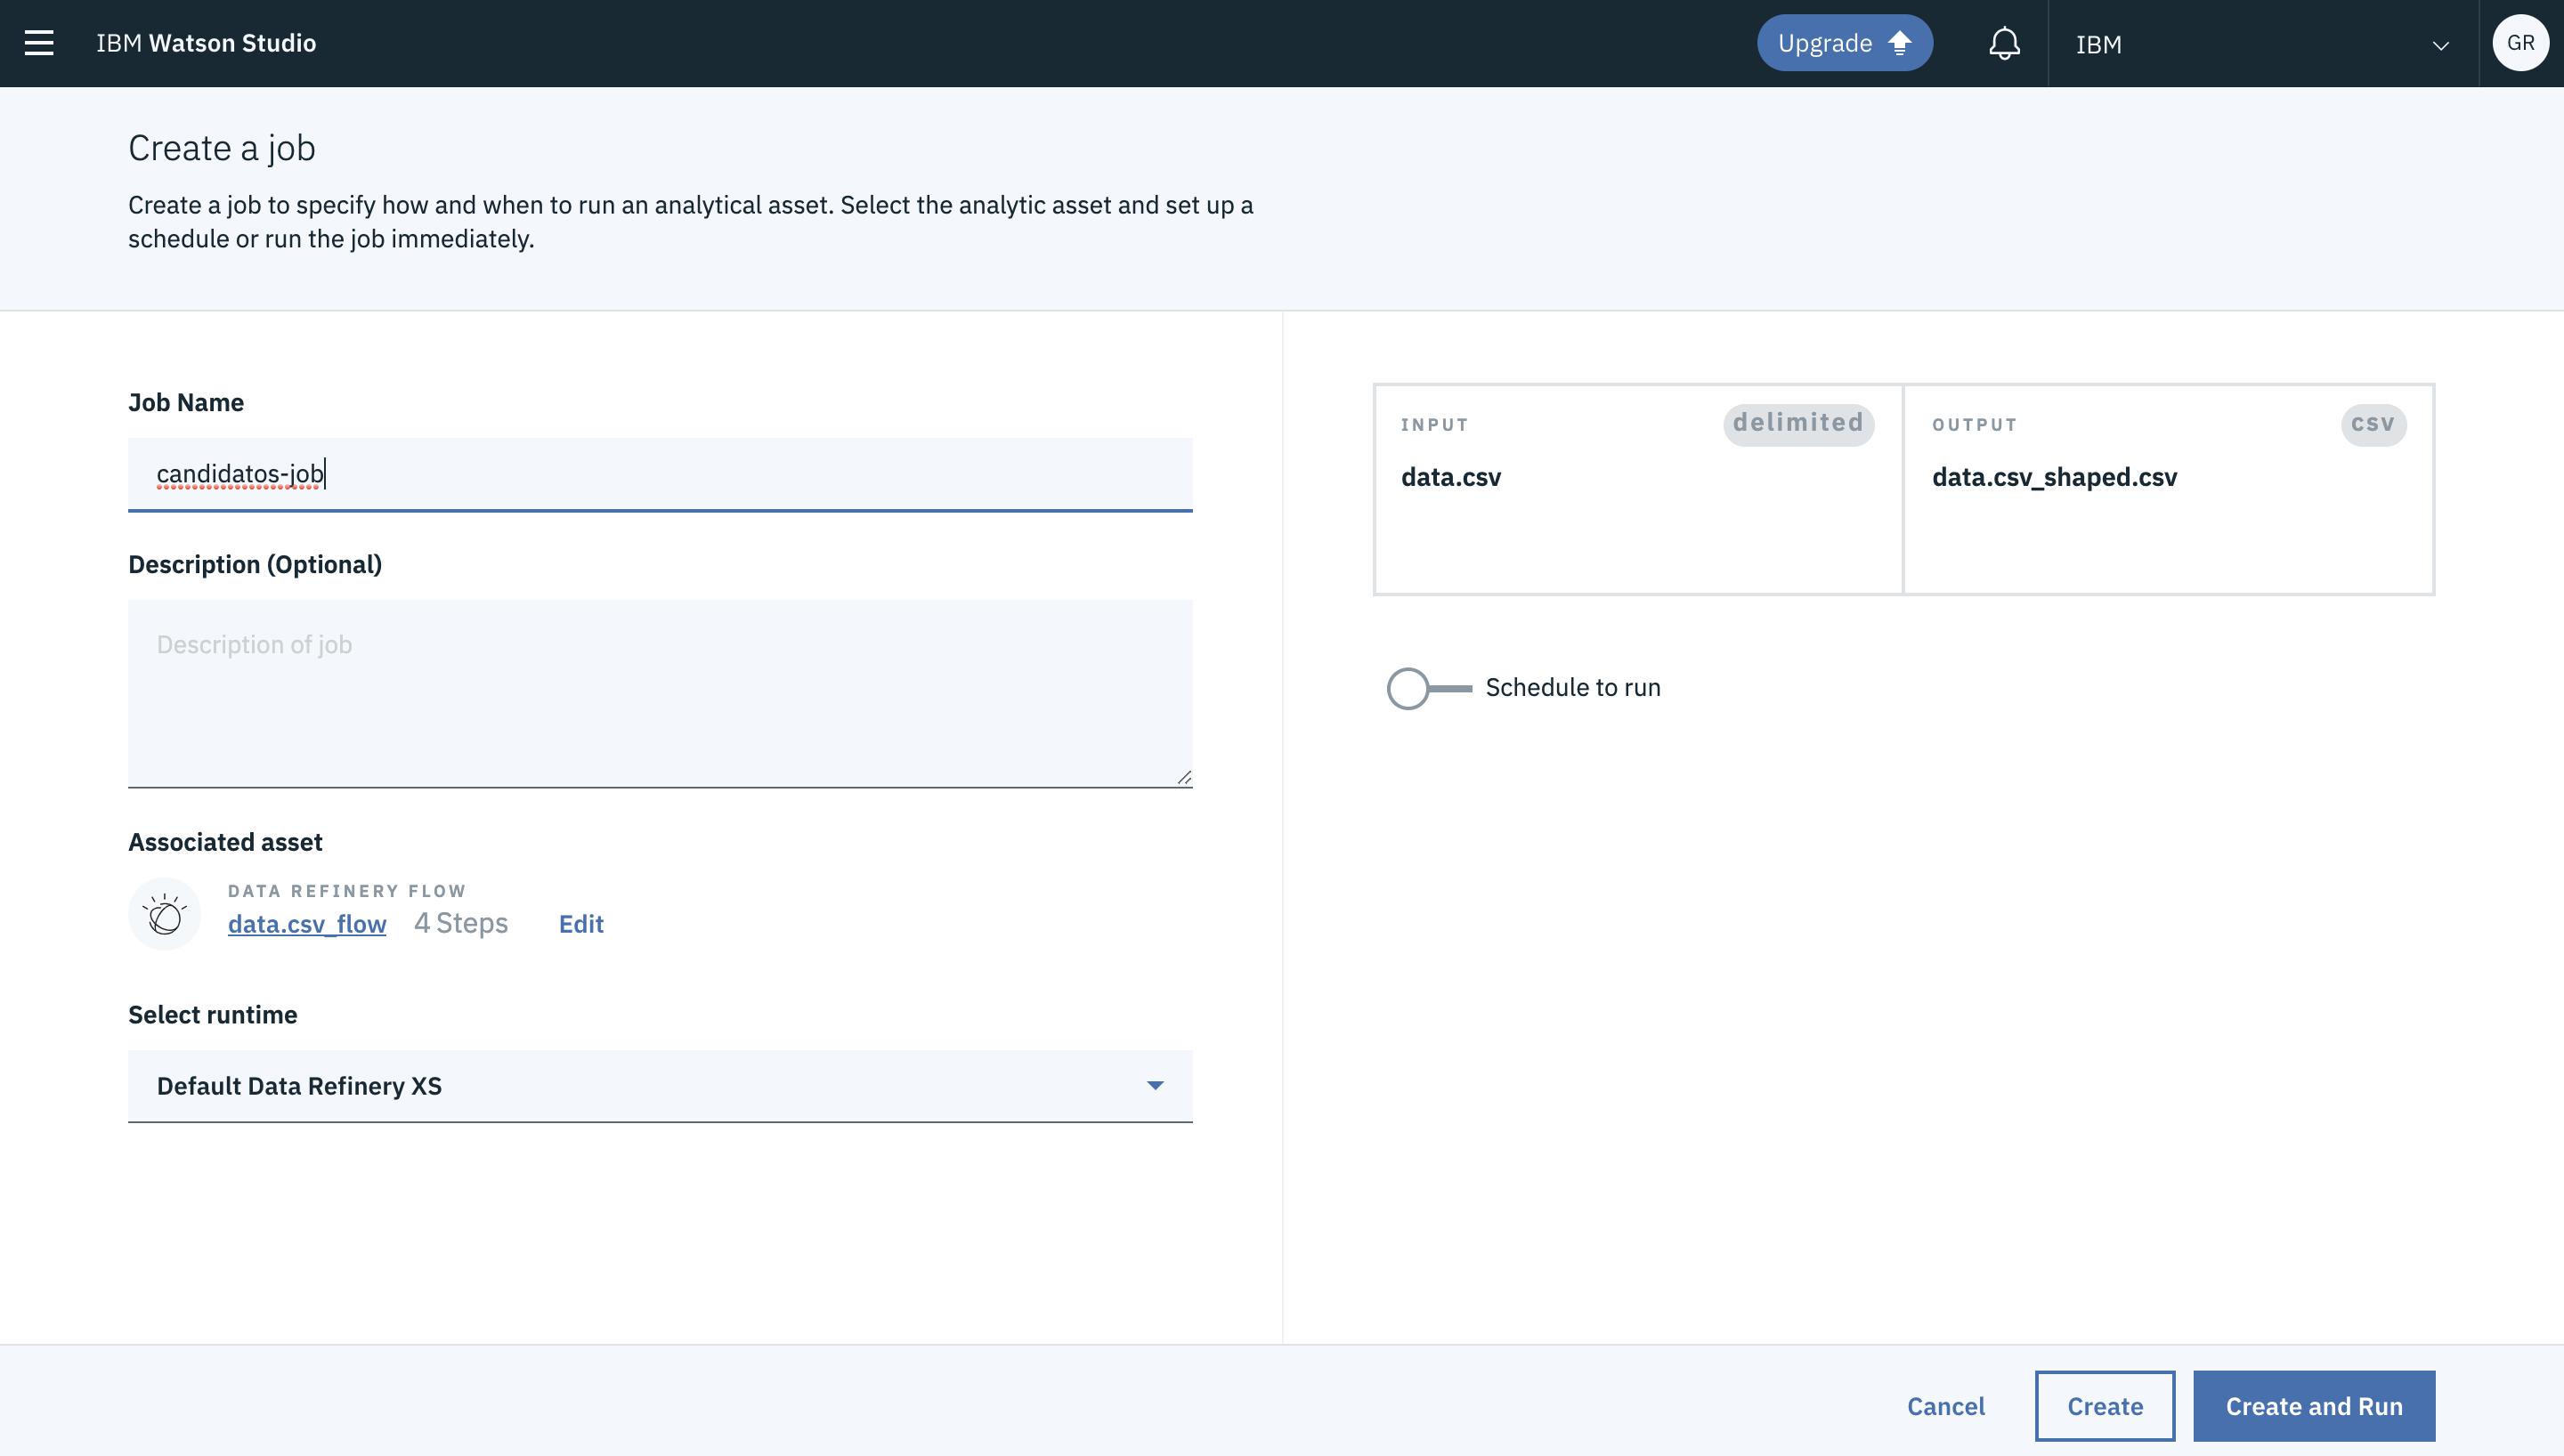 IBM Watson Studio
Upgrade
IBM
GR
Create a job
Create a job to specify how and when to run an analytical asset. Select the analytic asset and set up a
schedule or run the job immediately.
Job Name
candidatos-job
Description (Optional)
Description of job
Associated asset
DATA REFINERY FLOW
data.csv_flow 4 Steps Edit
Select runtime
Default Data Refinery XS
INPUT delimited
data.csv
OUTPUT csv
data.csv_shaped.csv
Schedule to run
Cancel
Create
Create and Run